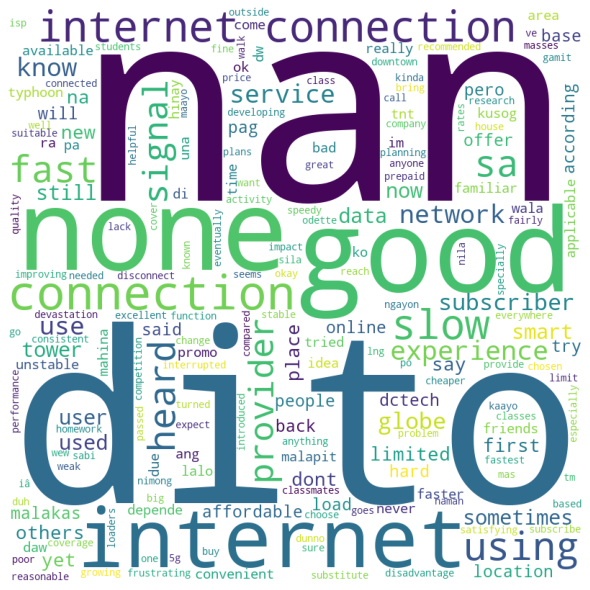 nan
dito
good
none
internet
internet connection
connection
slow
fast
signal
provider
heard
using
experience
service
network
subscriber
sa
know
use
user
used
tower
place
data
smart
globe
limited
still
say
now
according
base
offer
new
na
will
available
typhoon
isp
students
outside
walk
come
dw
price
connected
ok
fine
helpful
maayo
suitable
well
ra
pa
developing
plans
una
pag
time
want
activity
class
great
call
bad
tnt
company
planning
anyone
prepaid
im
pero
really
kinda
bring
research
house
rates
kusog
familiar
area
ve
masses
recommended
downtown
gamit
applicable
wala
fairly
hinay
di
quality
lack
cover
known
improving
needed
disconnect
eventually
speedy
odette
impact
seems
sila
okay
reach
ko
nila
specially
ngayon
stable
everywhere
go
consistent
excellent
function
change
compared
tower
said
tried
online
idea
lng
po
provide
cheaper
chosen
limit
try
unstable
mahina
promo
interrupted
competition
performance
devastation
people
dctech
kaayo
classes
fastest
mas
friends
first
especially
passed
turned
expect
introduced
anything
problem
back
homework
wew
sabi
weak
due
ang
lalo
malapit
hard
dont
classmates
never
faster
naman
tm
based
nimong
iâ
duh
malakas
others
depende
big
affordable
load
goes
satisfying
subscribe
sometimes
daw
coverage
yet
loaders
one
5g
choose
dunno
sure
poor
reasonable
growing
frustrating
buy
convenient
substitute
disadvantage
location